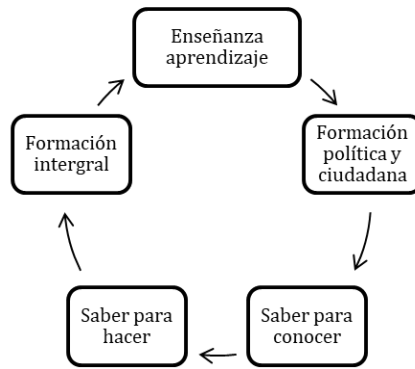 Enseñanza
aprendizaje
Formación
política y
ciudadana
Saber para
conocer
Saber para
hacer
Formación
intergral